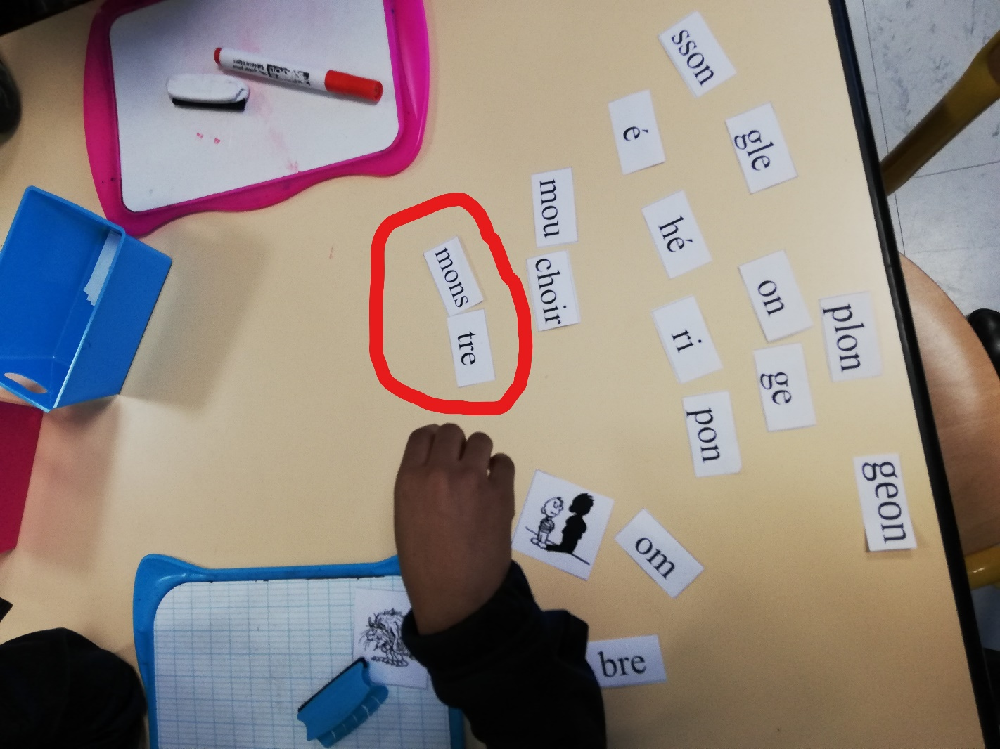 sson
é
gle
mou
hé
mons
choir
on
plon
tre
ri
ge
pon
geon
om
bre